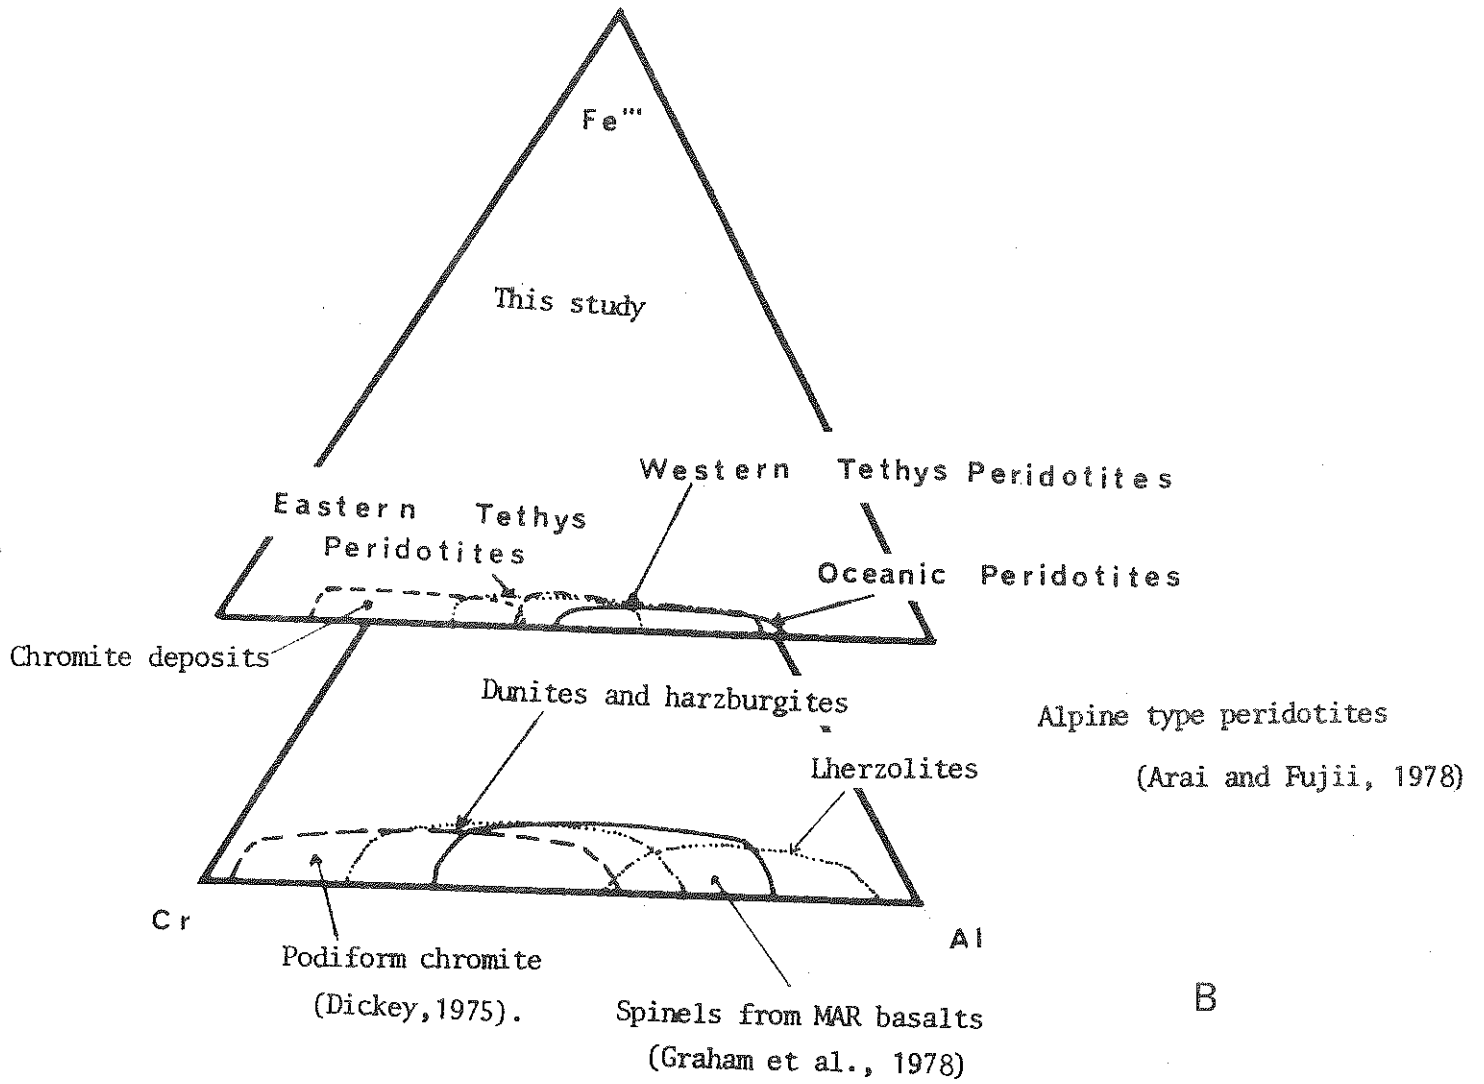 Fe'''
This study
Western Tethys Peridotites
Eastern Tethys
Peridotites
Oceanic Peridotites
Chromite deposits
Dunites and harzburgites
Alpine type peridotites
(Arai and Fujii, 1978)
Lherzolites
Cr
Al
Podiform chromite
(Dickey,1975).
Spinels from MAR basalts
(Graham et al., 1978)
B